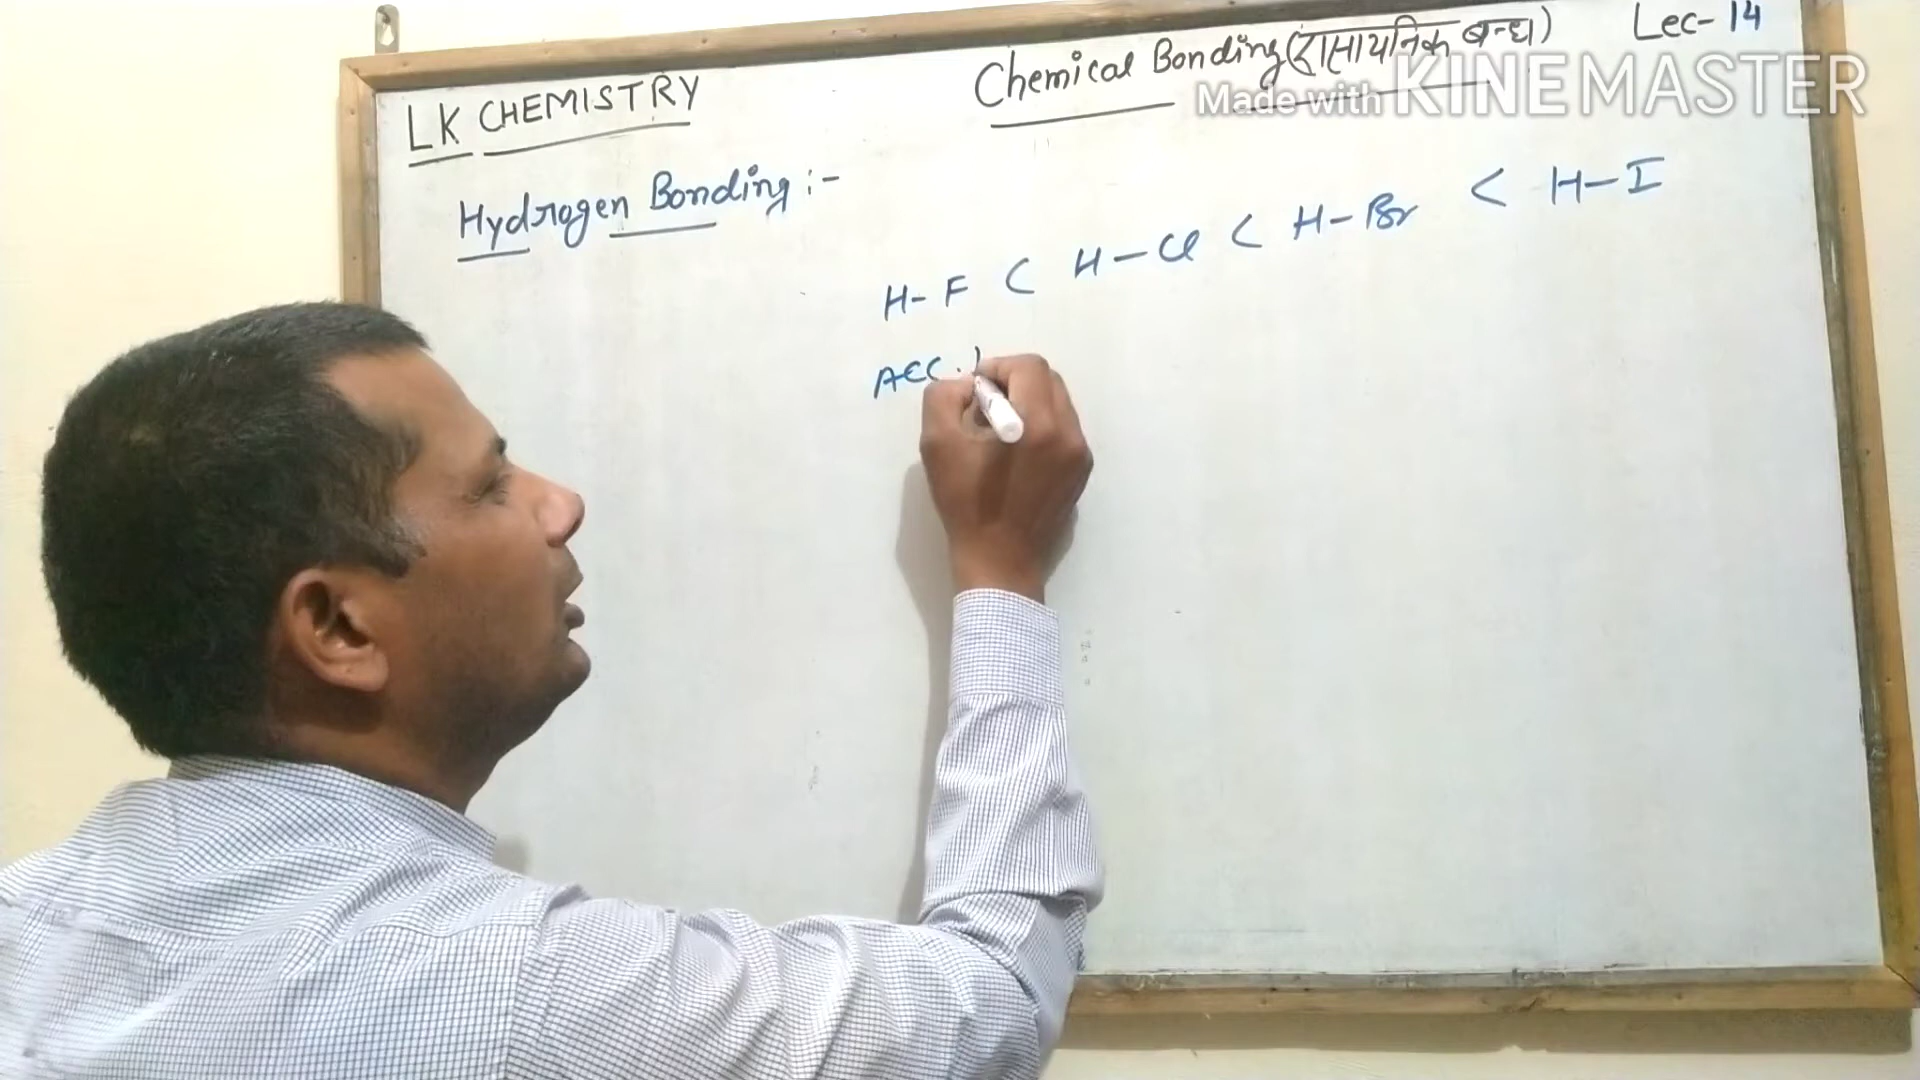 Lec-14
Chemical Bonding (रासायनिक बन्ध)
Made with KINEMASTER
LK CHEMISTRY
Hydrogen Bonding :-
H-F < H-Cl < H-Br < H-I
ACC.